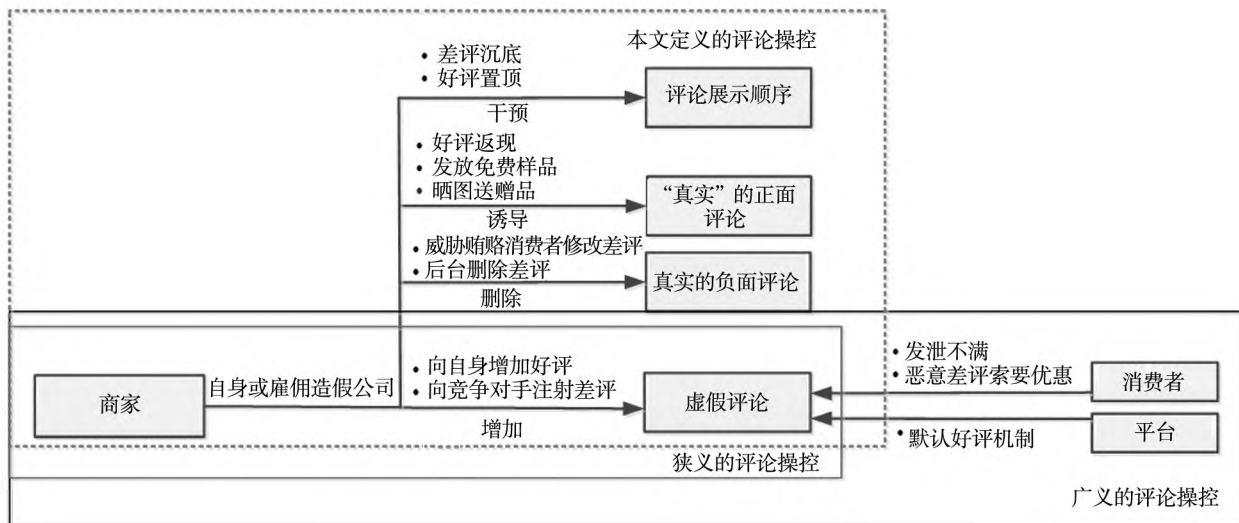 本文定义的评论操控
• 差评沉底
• 好评置顶
干预
评论展示顺序
• 好评返现
• 发放免费样品
• 晒图送赠品
诱导
“真实”的正面
评论
• 威胁贿赂消费者修改差评
• 后台删除差评
删除
真实的负面评论
商家
自身或雇佣造假公司
• 向自身增加好评
• 向竞争对手注射差评
增加
虚假评论
• 发泄不满
• 恶意差评索要优惠
消费者
• 默认好评机制
平台
狭义的评论操控
广义的评论操控